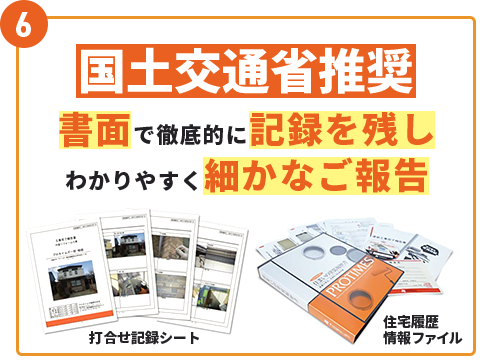 6
国土交通省推奨
書面で徹底的に記録を残し
わかりやすく細かなご報告
PROTIMES
打合せ記録シート
住宅履歴
情報ファイル